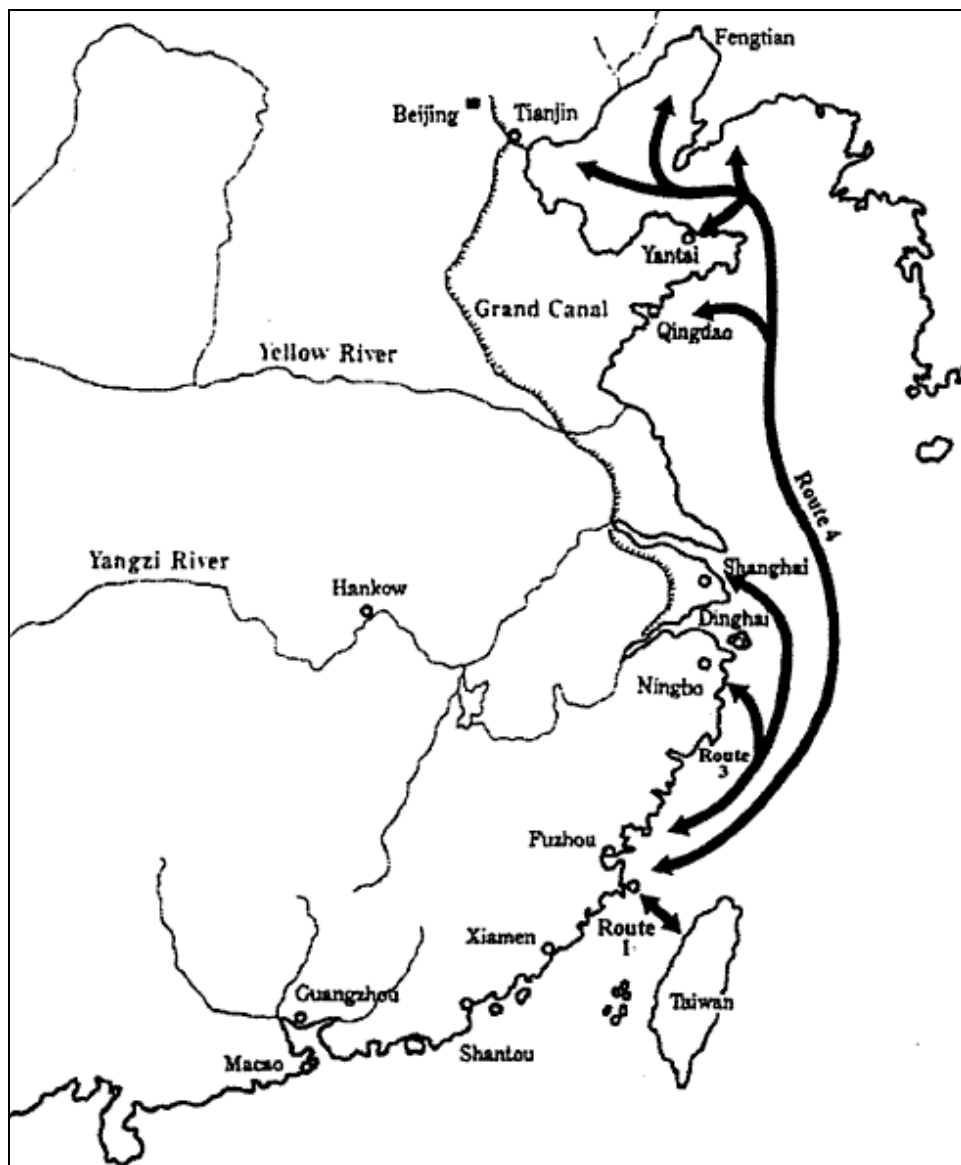 Fengtian
Beijing
Tianjin
Yantai
Grand Canal
Qingdao
Yellow River
Route 4
Yangzi River
Shanghai
Hankow
Dinghai
Ningbo
Route
3
Fuzhou
Route
1
Xiamen
Guangzhou
Taiwan
Shantou
Macao